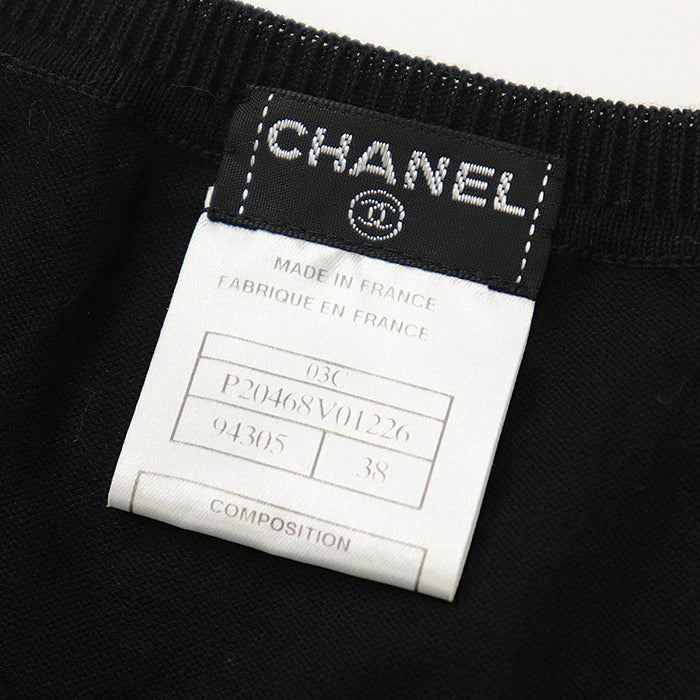 CHANEL
MADE IN FRANCE
FABRIQUE EN FRANCE
03C
P20468V01226
94305 38
COMPOSITION